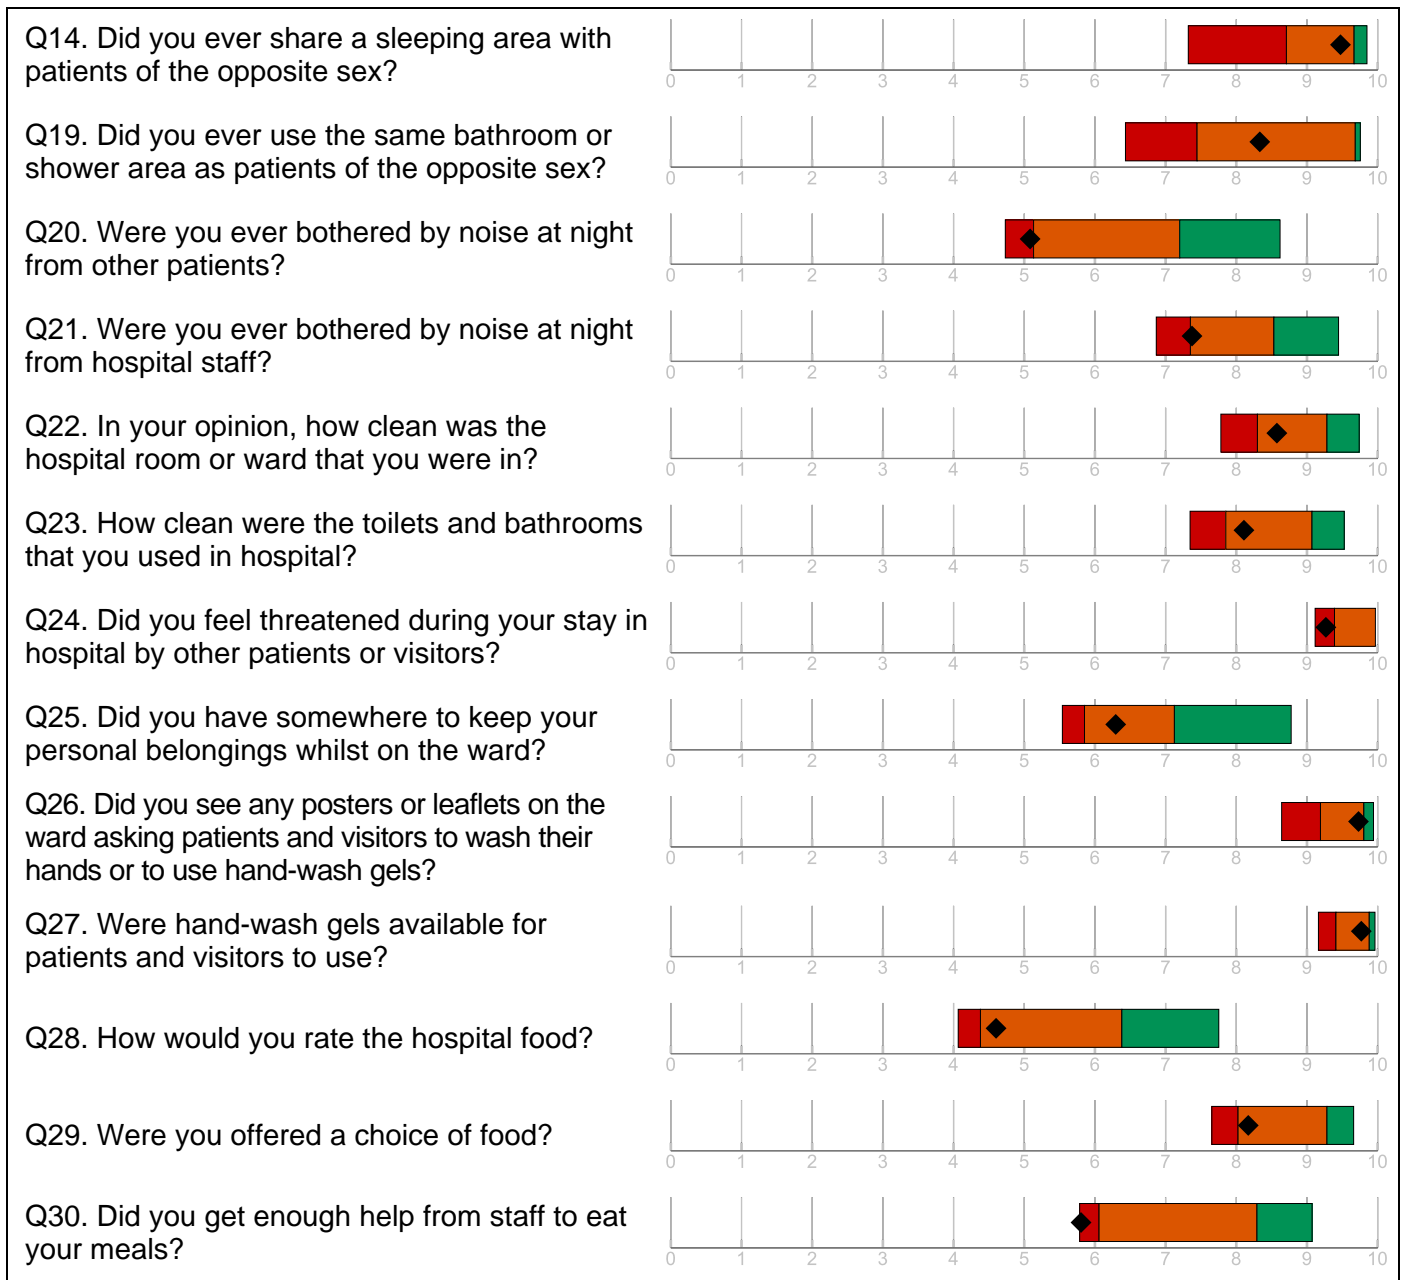 Q14. Did you ever share a sleeping area with
patients of the opposite sex?
0 1 2 3 4 5 6 7 8 9 10
Q19. Did you ever use the same bathroom or
shower area as patients of the opposite sex?
0 1 2 3 4 5 6 7 8 9 10
Q20. Were you ever bothered by noise at night
from other patients?
0 1 2 3 4 5 6 7 8 9 10
Q21. Were you ever bothered by noise at night
from hospital staff?
0 1 2 3 4 5 6 7 8 9 10
Q22. In your opinion, how clean was the
hospital room or ward that you were in?
0 1 2 3 4 5 6 7 8 9 10
Q23. How clean were the toilets and bathrooms
that you used in hospital?
0 1 2 3 4 5 6 7 8 9 10
Q24. Did you feel threatened during your stay in
hospital by other patients or visitors?
0 1 2 3 4 5 6 7 8 9 10
Q25. Did you have somewhere to keep your
personal belongings whilst on the ward?
0 1 2 3 4 5 6 7 8 9 10
Q26. Did you see any posters or leaflets on the
ward asking patients and visitors to wash their
hands or to use hand-wash gels?
0 1 2 3 4 5 6 7 8 9 10
Q27. Were hand-wash gels available for
patients and visitors to use?
0 1 2 3 4 5 6 7 8 9 10
Q28. How would you rate the hospital food?
0 1 2 3 4 5 6 7 8 9 10
Q29. Were you offered a choice of food?
0 1 2 3 4 5 6 7 8 9 10
Q30. Did you get enough help from staff to eat
your meals?
0 1 2 3 4 5 6 7 8 9 10